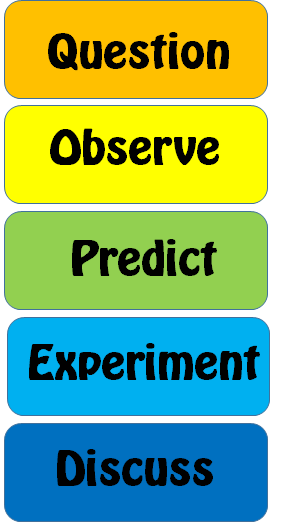 Question
Observe
Predict
Experiment
Discuss